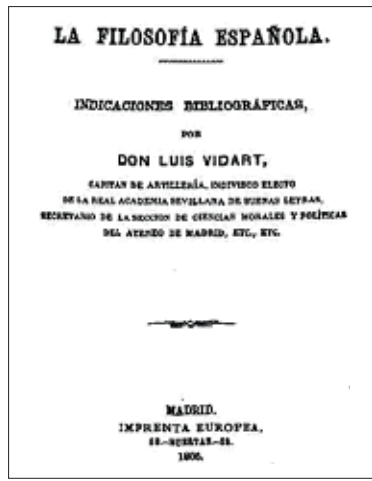 LA FILOSOFÍA ESPAÑOLA.
INDICACIONES BIBLIOGRÁFICAS,
POR
DON LUIS VIDART,
CAPITAN DE ARTILLERÍA, INDIVIDUO ELECTO
DE LA REAL ACADEMIA SEVILLANA DE BUENAS LETRAS,
SECRETARIO DE LA SECCION DE CIENCIAS MORALES Y POLÍTICAS
DEL ATENEO DE MADRID, ETC., ETC.
MADRID.
IMPRENTA EUROPEA,
HUERTAS